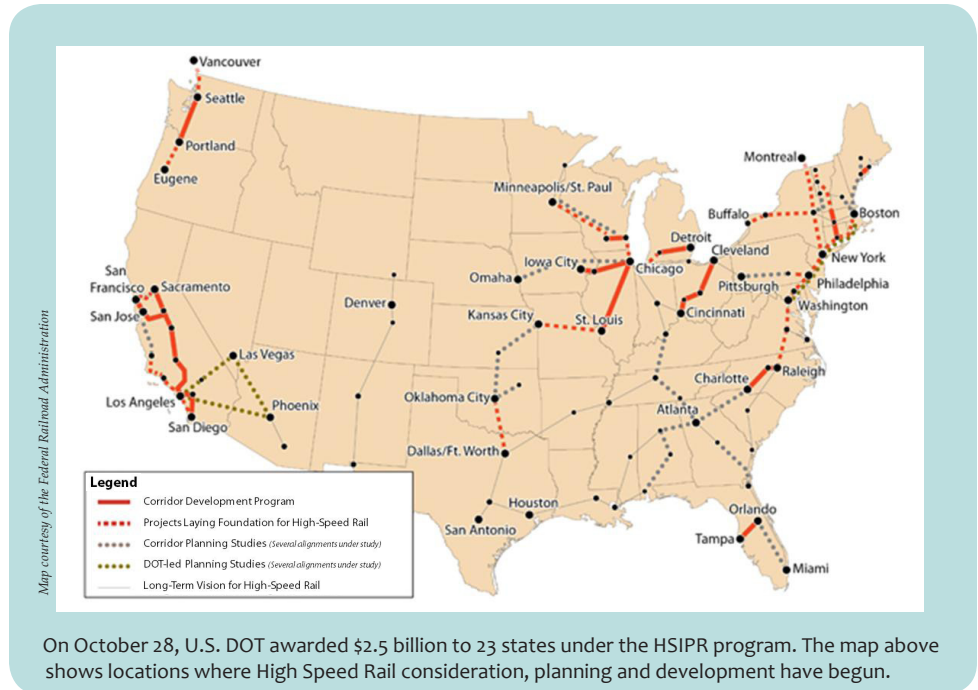 Vancouver
Seattle
Portland
Eugene
Montreal
Minneapolis/St. Paul
Buffalo
Boston
Detroit
Cleveland
New York
Iowa City
Chicago
Omaha
Pittsburgh
Philadelphia
San
Francisco
Sacramento
Washington
Denver
Kansas City
St. Louis
Cincinnati
San Jose
Las Vegas
Raleigh
Charlotte
Los Angeles
Phoenix
Oklahoma City
Atlanta
San Diego
Dallas/Ft. Worth
Houston
Orlando
San Antonio
Tampa
Miami
Legend
Corridor Development Program
Projects Laying Foundation for High-Speed Rail
Corridor Planning Studies (Several alignments under study)
DOT-led Planning Studies (Several alignments under study)
Long-Term Vision for High-Speed Rail
Map courtesy of the Federal Railroad Administration
On October 28, U.S. DOT awarded $2.5 billion to 23 states under the HSIPR program. The map above
shows locations where High Speed Rail consideration, planning and development have begun.